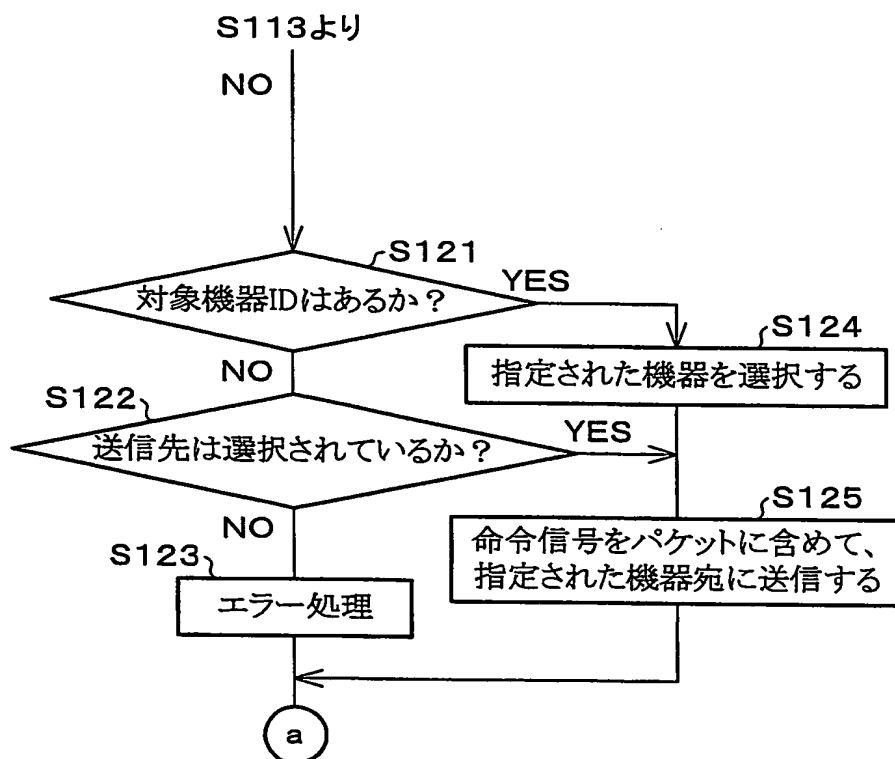 S113より
NO
S121
対象機器IDはあるか？
YES
S124
指定された機器を選択する
NO
S122
送信先は選択されているか？
YES
S125
命令信号をパケットに含めて、
指定された機器宛に送信する
NO
S123
エラー処理
a